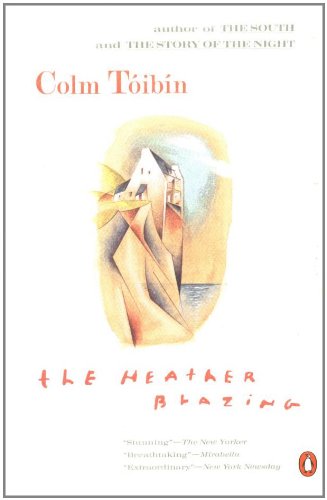 author of THE SOUTH
and THE STORY OF THE NIGHT
Colm Tóibín
the HEATHER
BLAZING
"Stunning"—The New Yorker
"Breathtaking"—Mirabella
"Extraordinary"—New York Newsday